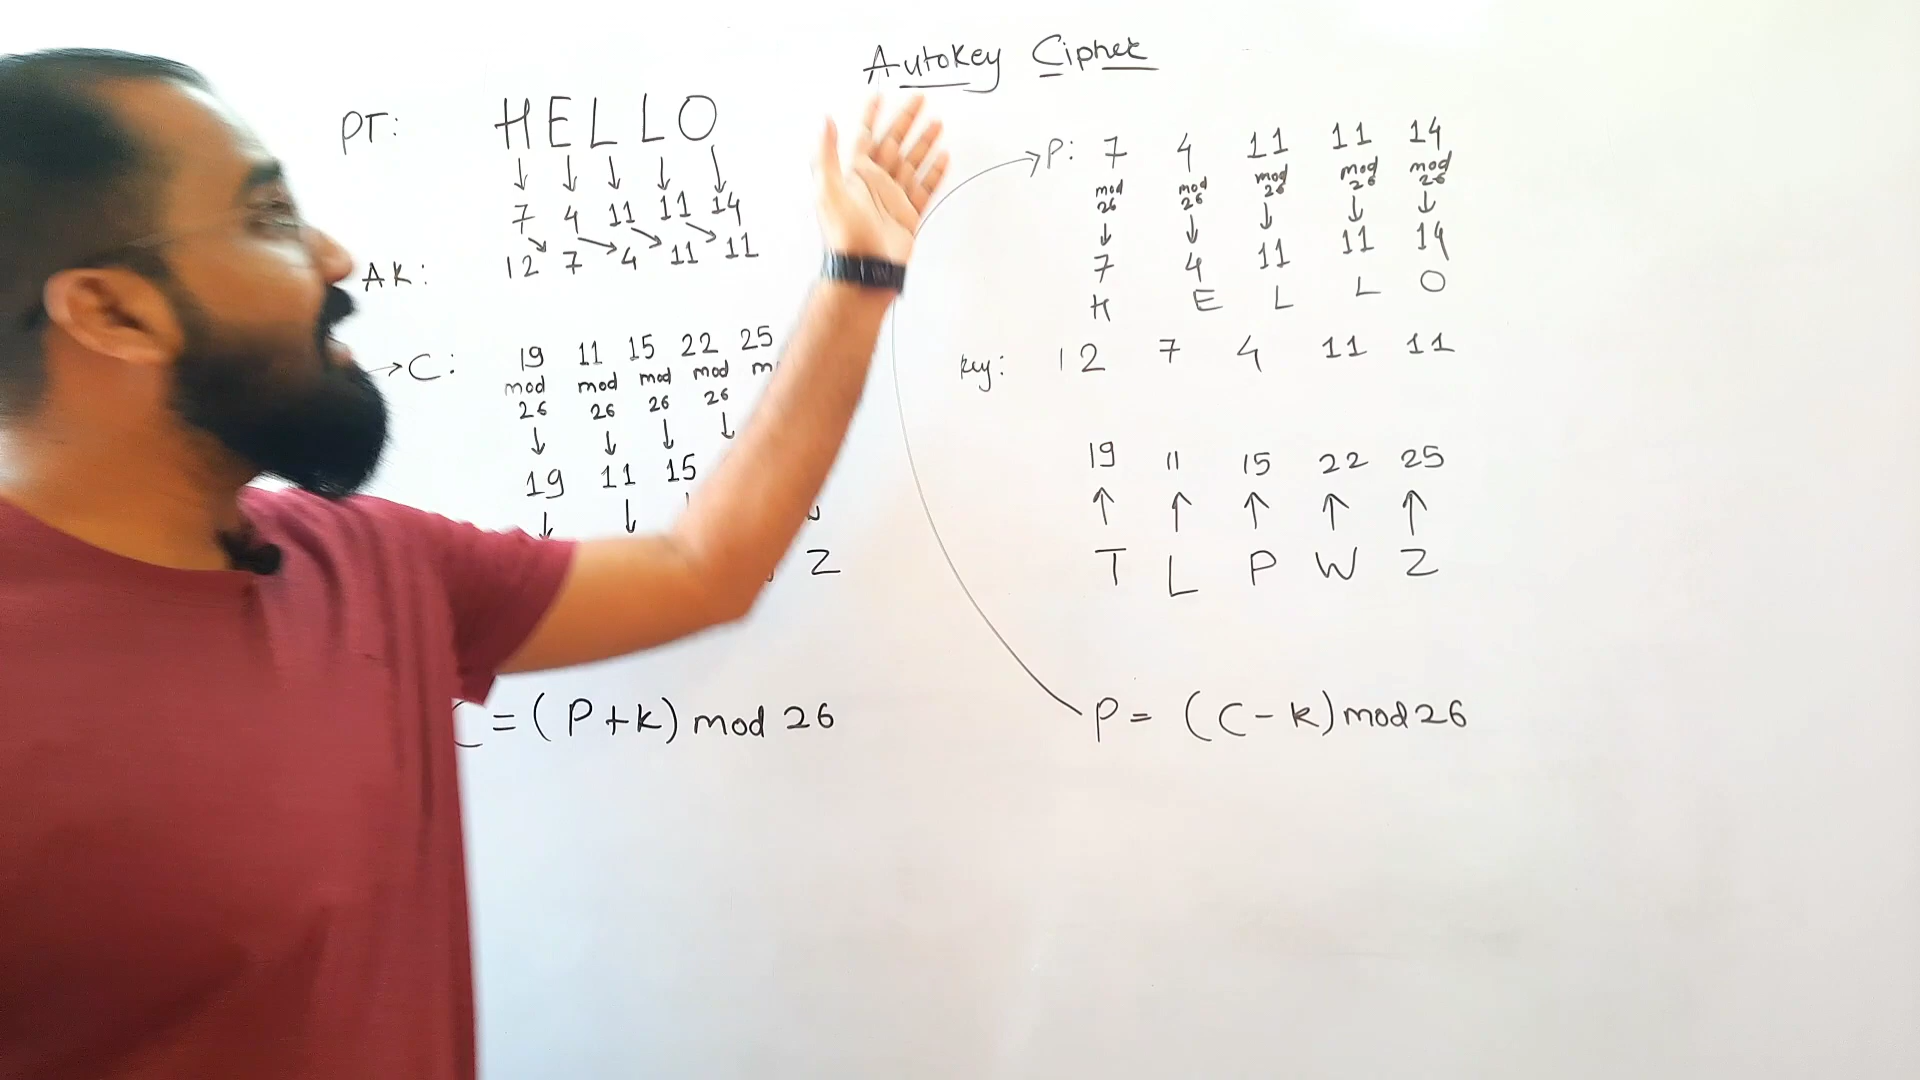 Autokey Cipher
PT: H E L L O
7 4 11 11 14
AK: 12 7 4 11 11
C: 19 11 15 22 25
mod mod mod mod m
26 26 26 26
19 11 15
Z
C = (P+K) mod 26
P: 7 4 11 11 14
mod mod mod mod mod
26 26 26 26 26
7 4 11 11 14
H E L L O
key: 12 7 4 11 11
19 11 15 22 25
T L P W Z
P = (C - K) mod 26